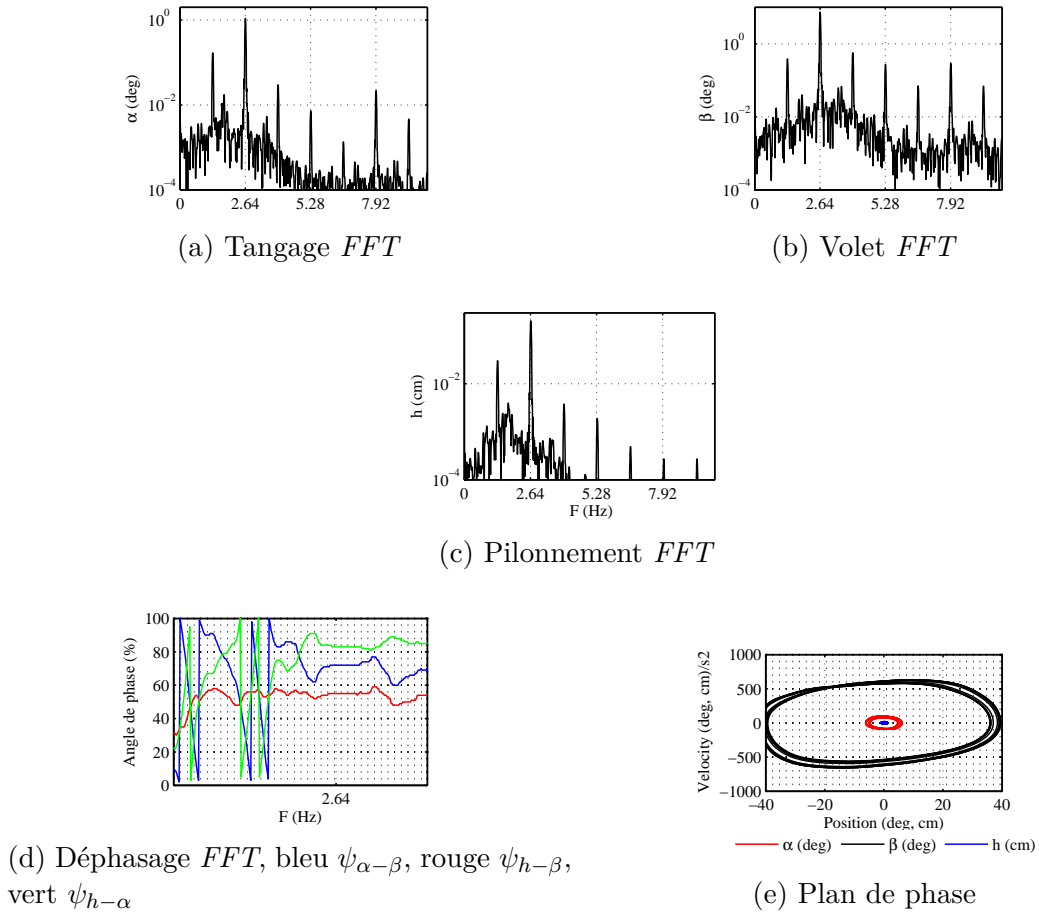 10^0
10^{-2}
10^{-4}
α (deg)
0 2.64 5.28 7.92
(a) Tangage FFT
10^0
10^{-2}
10^{-4}
β (deg)
0 2.64 5.28 7.92
(b) Volet FFT
10^{-2}
10^{-4}
h (cm)
0 2.64 5.28 7.92
F (Hz)
(c) Pilonnement FFT
100
80
60
40
20
0
Angle de phase (%)
2.64
F (Hz)
(d) Déphasage FFT, bleu ψ_{α−β}, rouge ψ_{h−β},
vert ψ_{h−α}
1000
500
0
−500
−1000
Velocity (deg, cm)/s2
−40 −20 0 20 40
Position (deg, cm)
α (deg) β (deg) h (cm)
(e) Plan de phase